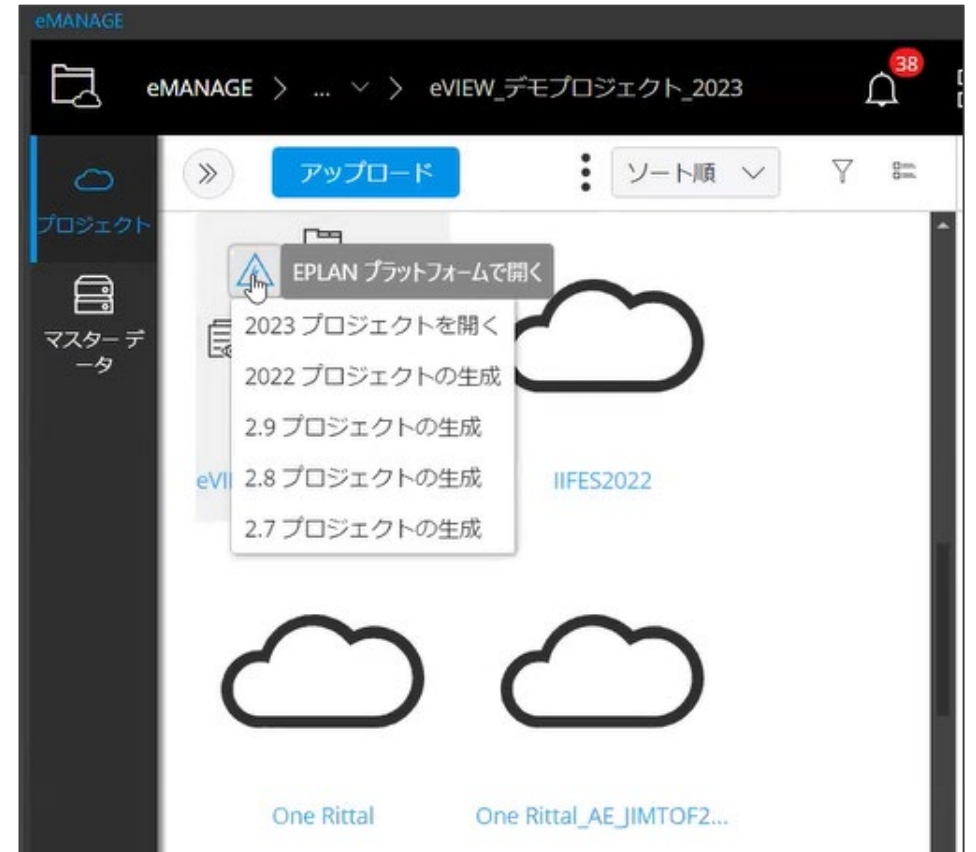 eMANAGE
eMANAGE > ... > eVIEW_デモプロジェクト_2023
38
プロジェクト
マスター デ
ータ
アップロード
ソート順
EPLAN プラットフォームで開く
2023 プロジェクトを開く
2022 プロジェクトの生成
2.9 プロジェクトの生成
2.8 プロジェクトの生成
2.7 プロジェクトの生成
IIFES2022
One Rittal
One Rittal_AE_JIMTOF2...